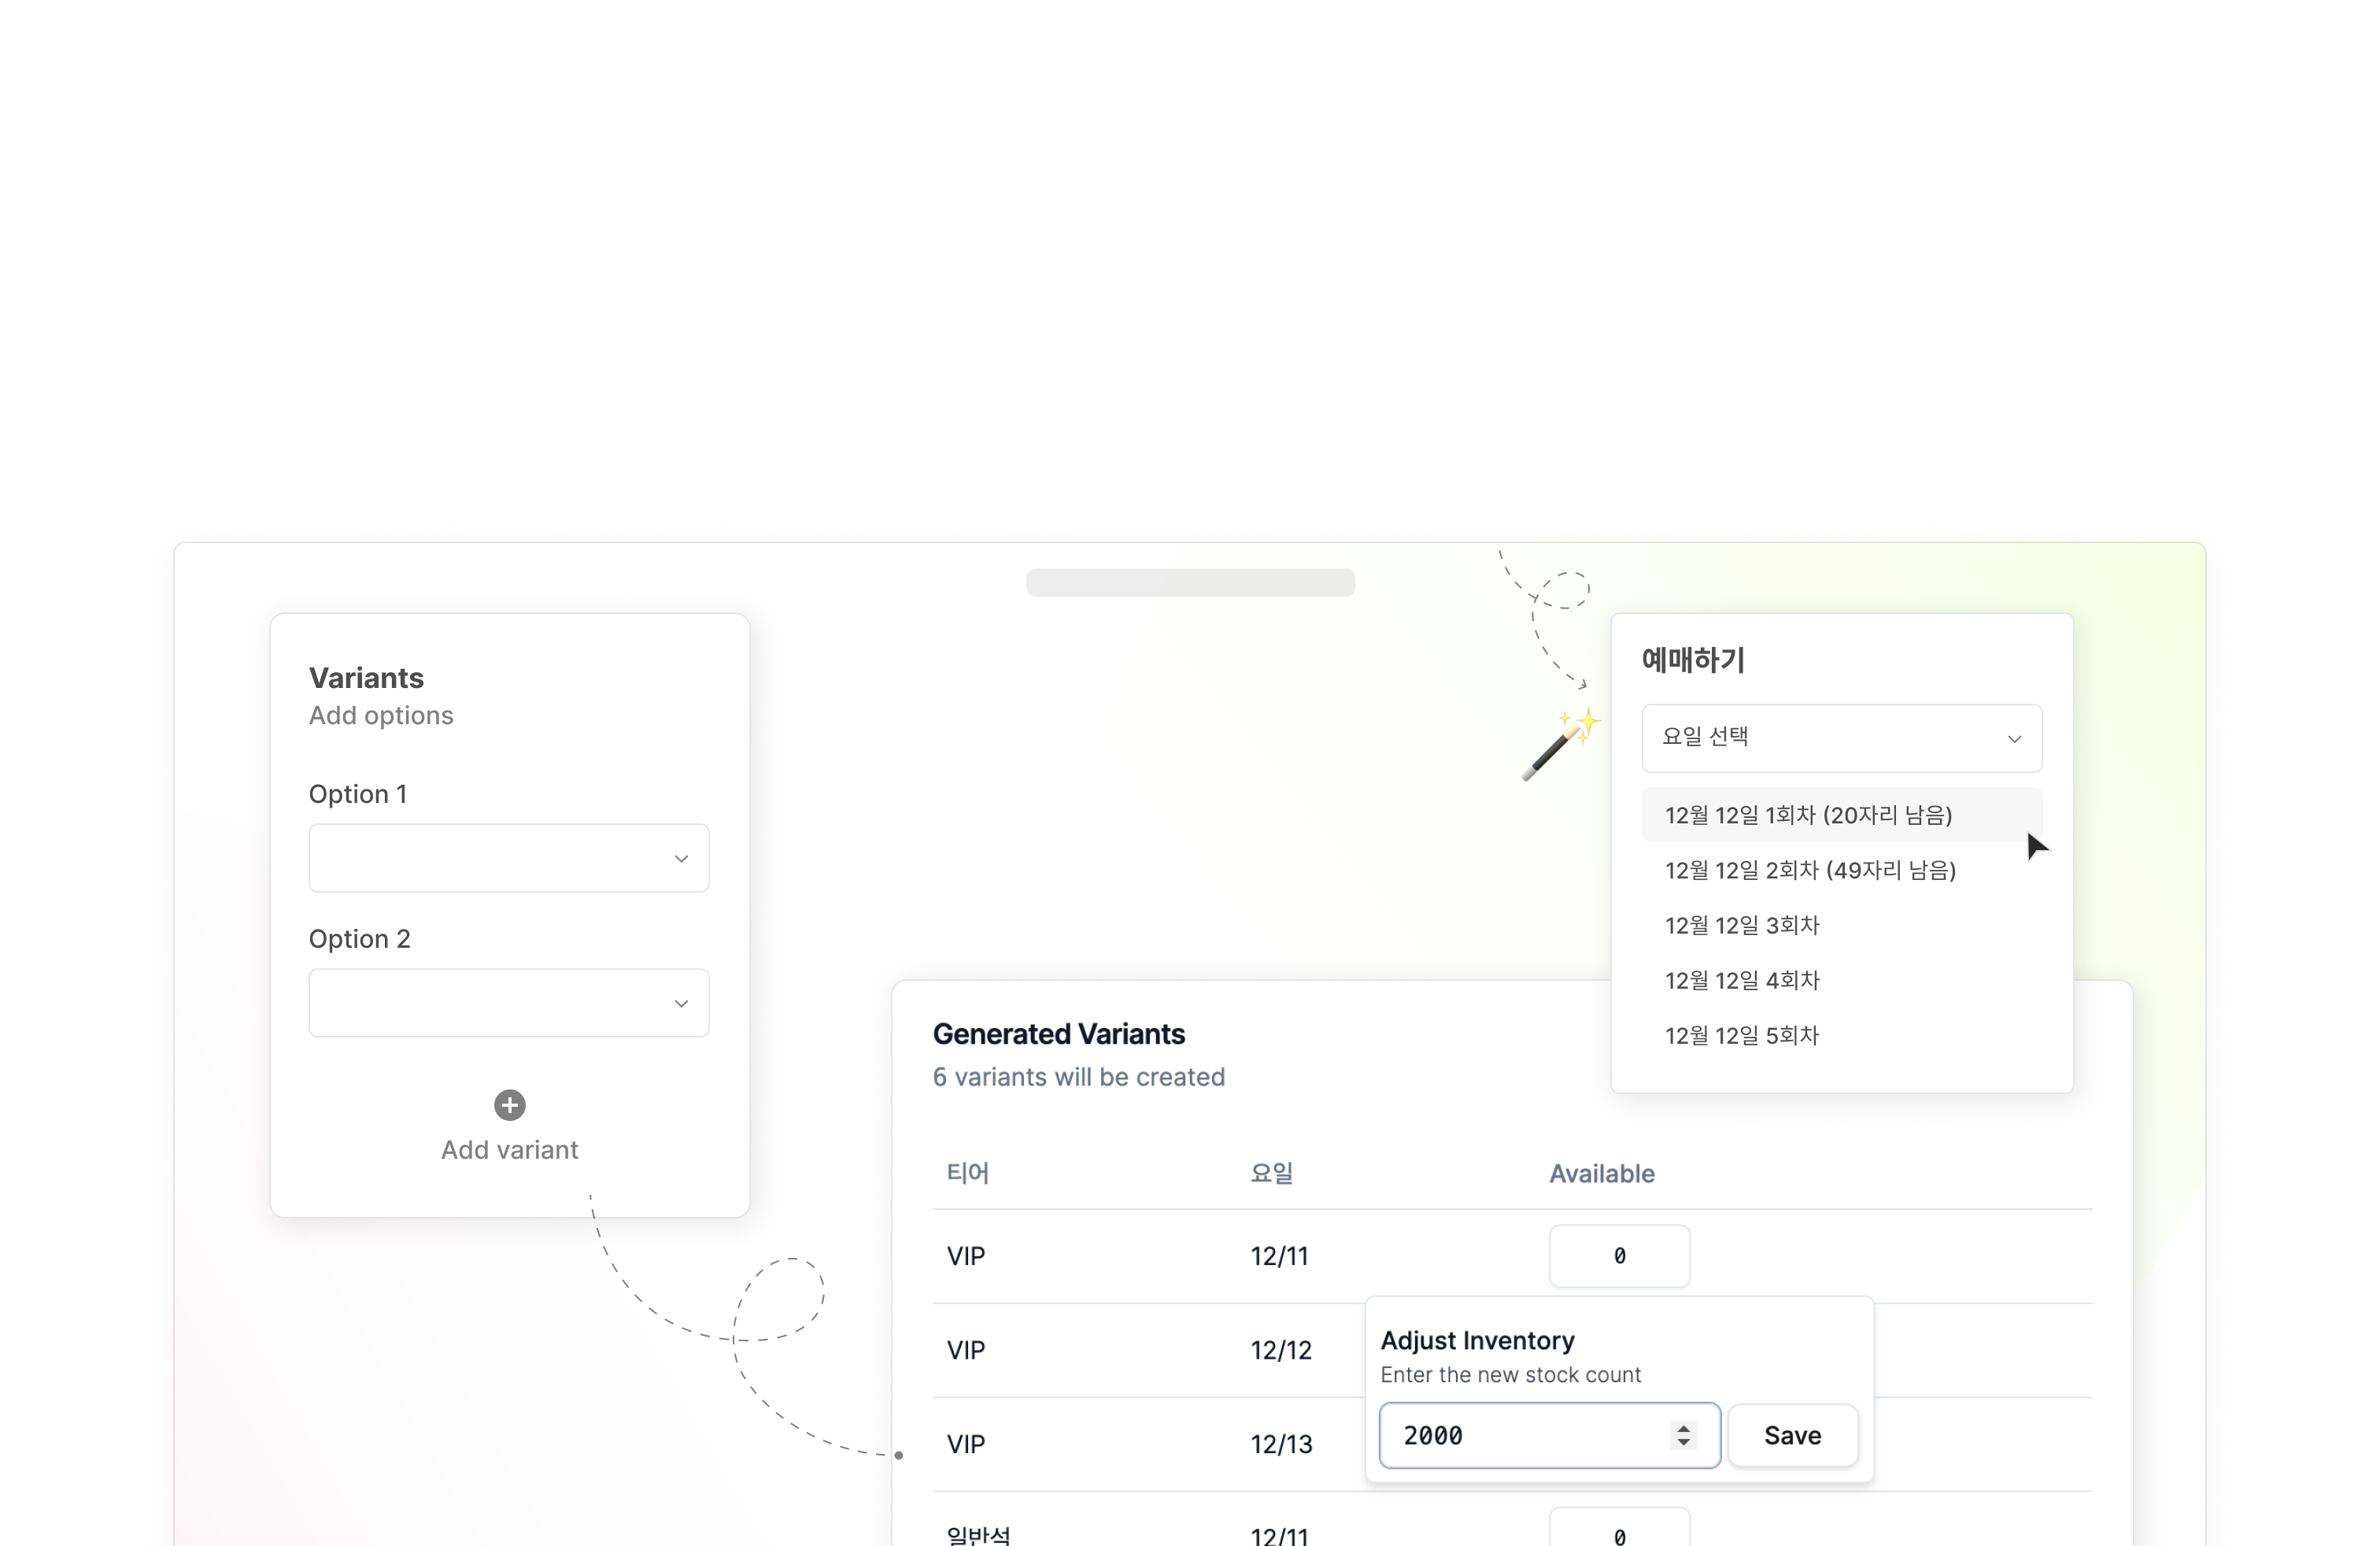 Variants
Add options
Option 1
Option 2
Add variant
예매하기
요일 선택
12월 12일 1회차 (20자리 남음)
12월 12일 2회차 (49자리 남음)
12월 12일 3회차
12월 12일 4회차
12월 12일 5회차
Generated Variants
6 variants will be created
티어 요일 Available
VIP 12/11 0
VIP 12/12
Adjust Inventory
Enter the new stock count
VIP 12/13
2000 Save
일반석 12/11 0